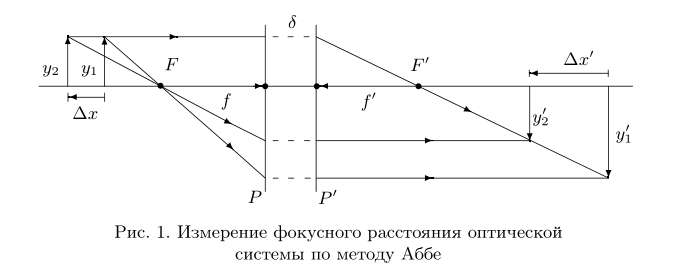 δ
F
F′
Δx′
y₂
y₁
f
f′
y′₂
Δx
y′₁
P
P′
Рис. 1. Измерение фокусного расстояния оптической
системы по методу Аббе